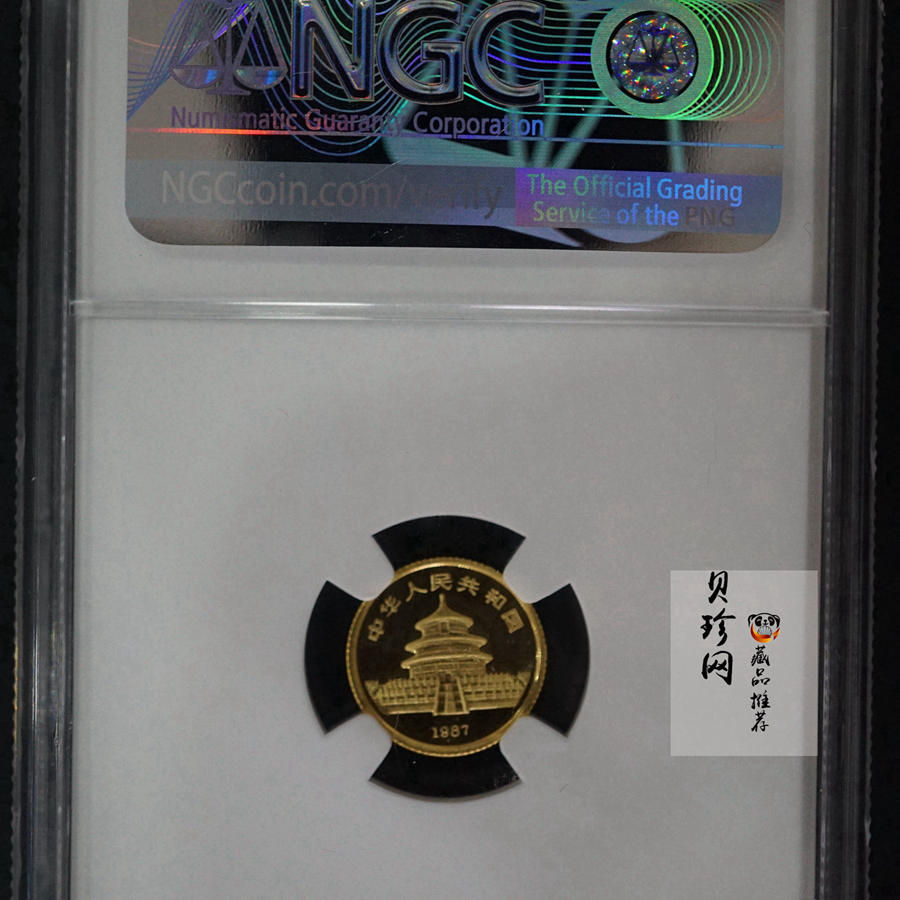 NGC
Numismatic Guaranty Corporation
NGCcoin.com/verify
The Official Grading
Service of the PNG
中华人民共和国
1987
贝珍网
藏品推荐